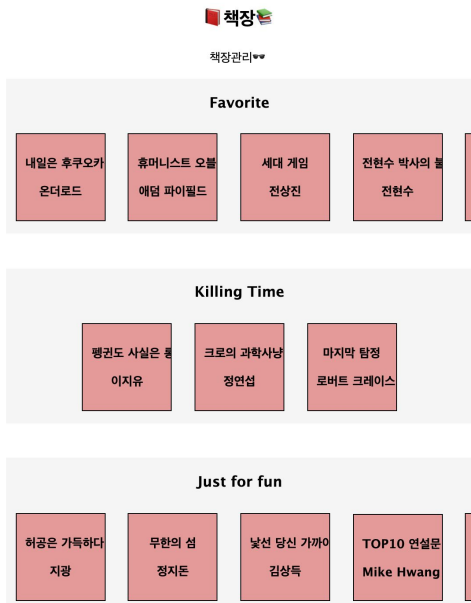 책장
책장관리
Favorite
내일은 후쿠오카
온더로드
휴머니스트 오블
애덤 파이필드
세대 게임
전상진
전현수 박사의 불
전현수
Killing Time
펭귄도 사실은
이지유
크로의 과학사냥
정연섭
마지막 탐정
로버트 크레이스
Just for fun
허공은 가득하다
지광
무한의 섬
정지돈
낯선 당신 가까이
김상득
TOP10 연설문
Mike Hwang